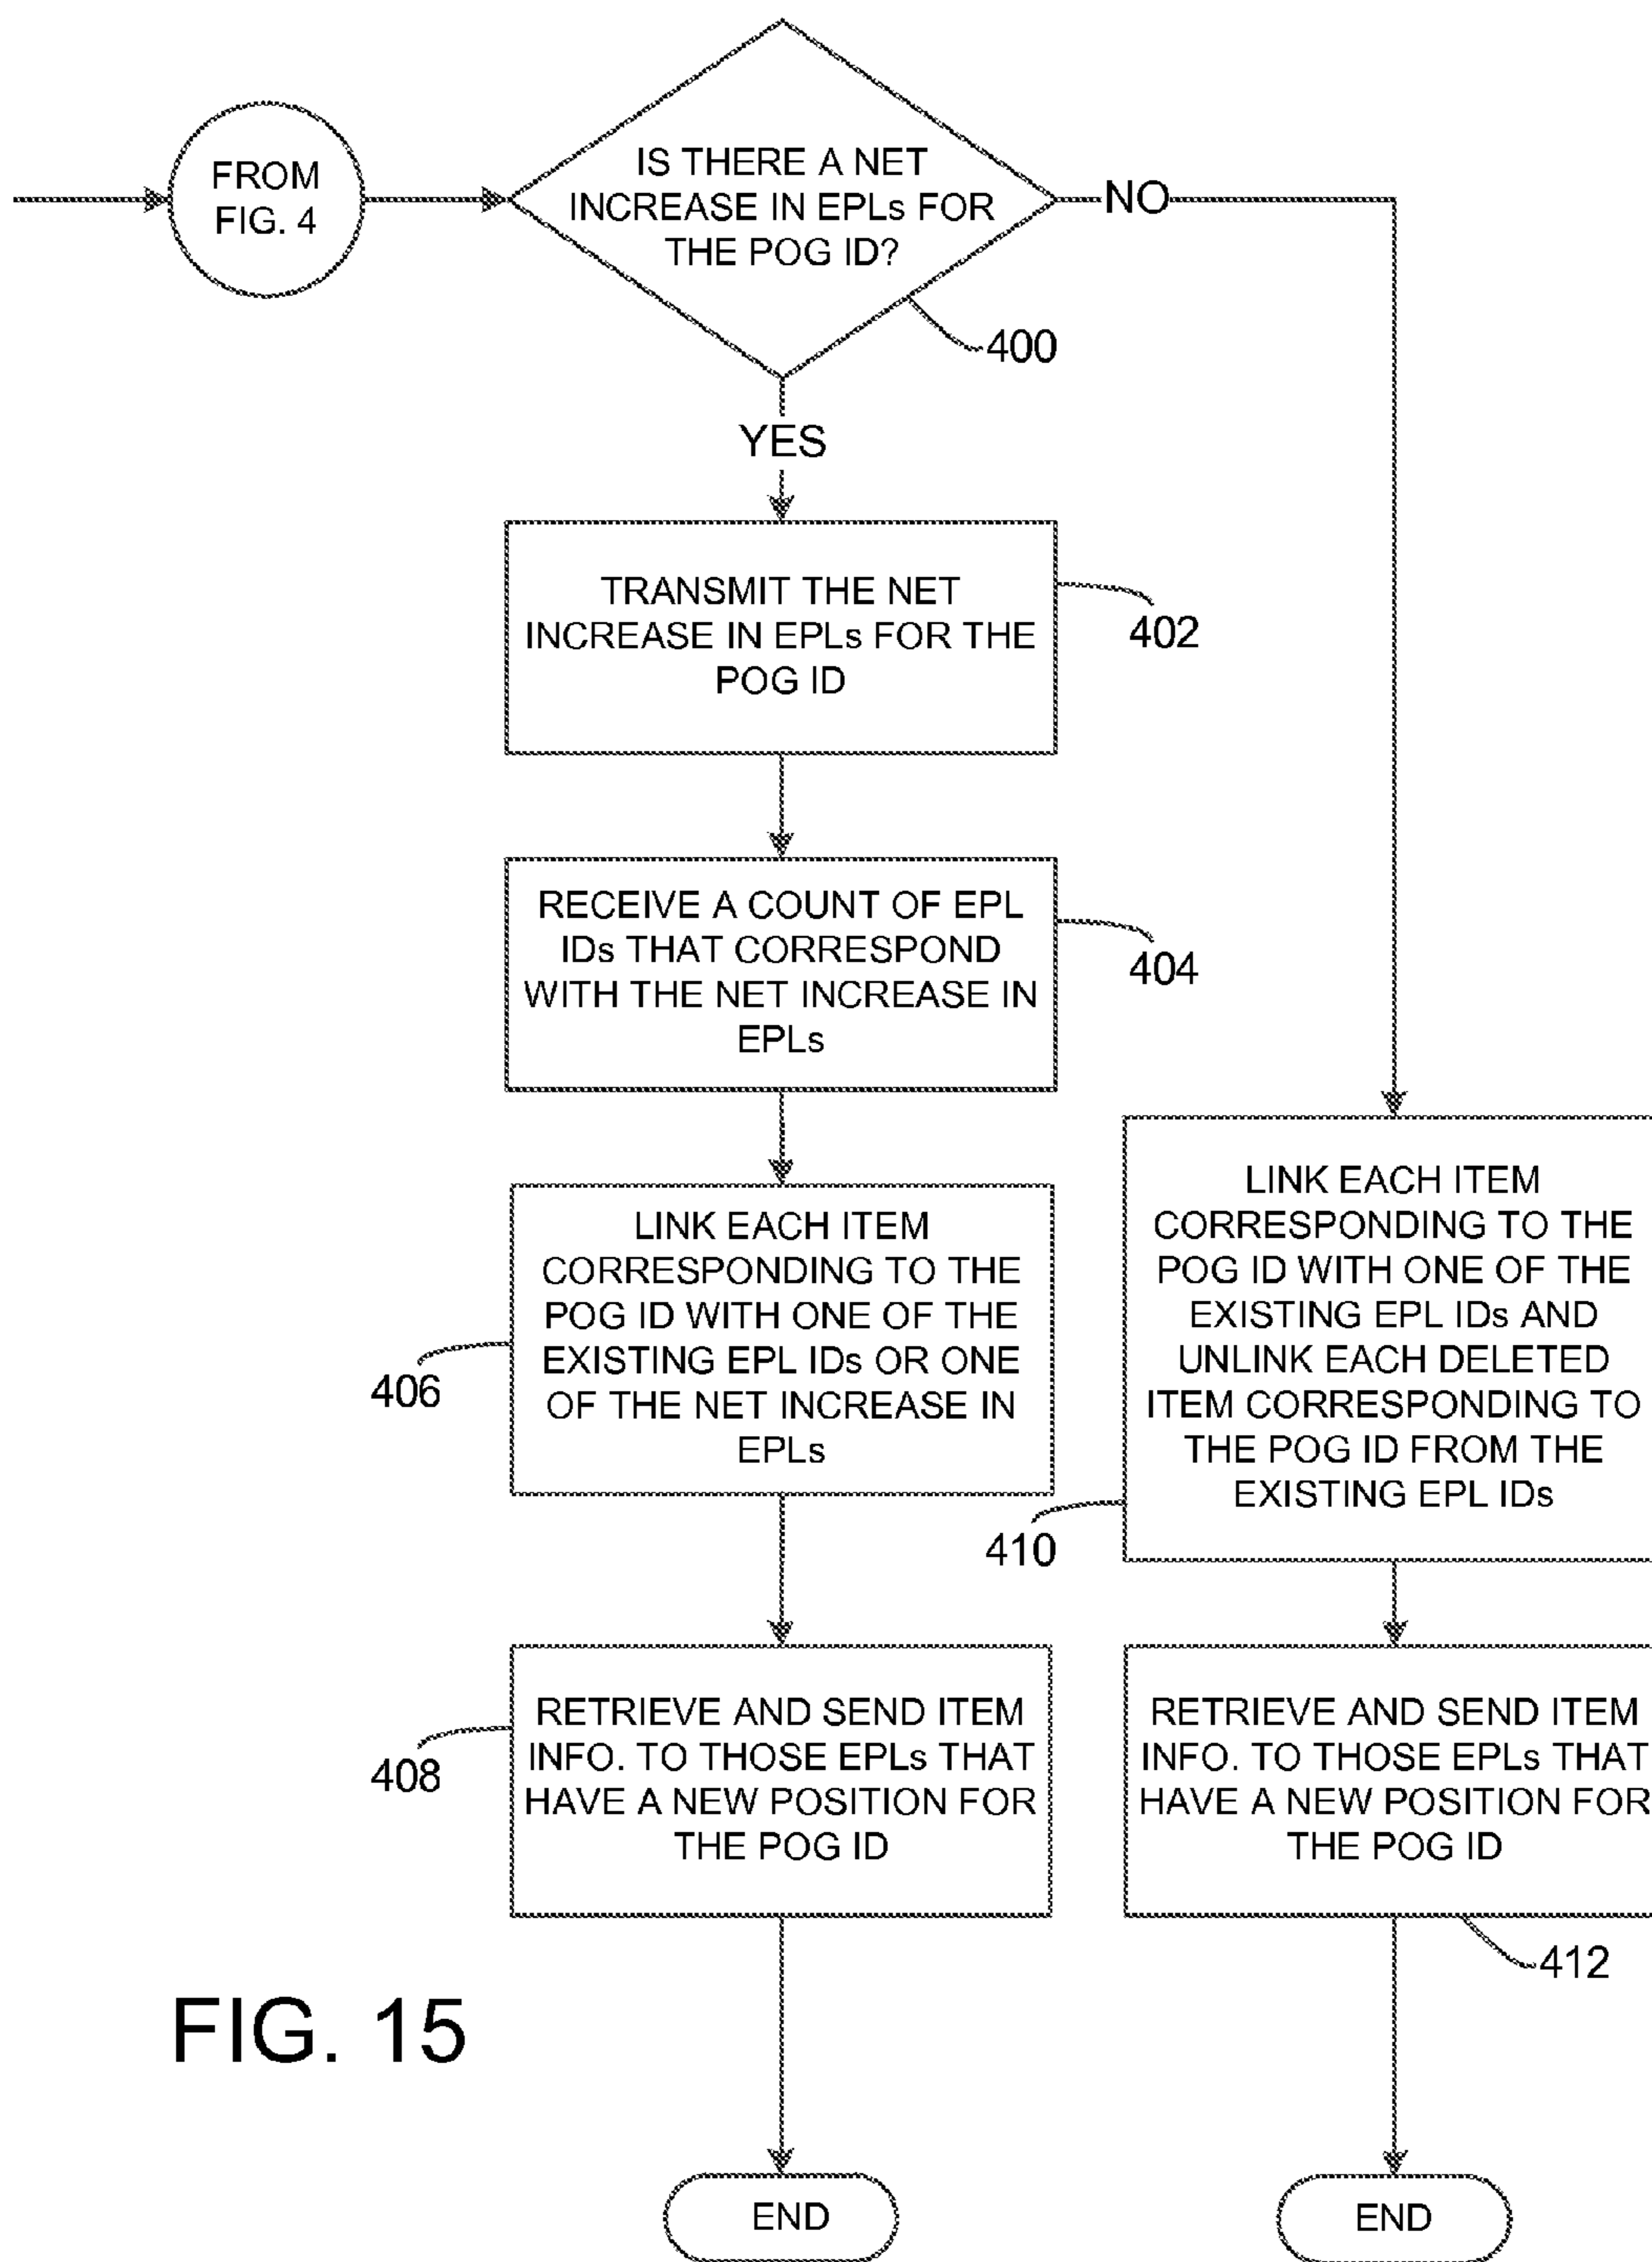 FROM
FIG. 4
IS THERE A NET
INCREASE IN EPLs FOR
THE POG ID?
NO
400
YES
TRANSMIT THE NET
INCREASE IN EPLs FOR THE
POG ID
402
RECEIVE A COUNT OF EPL
IDs THAT CORRESPOND
WITH THE NET INCREASE IN
EPLs
404
LINK EACH ITEM
CORRESPONDING TO THE
POG ID WITH ONE OF THE
EXISTING EPL IDs OR ONE
OF THE NET INCREASE IN
EPLs
406
LINK EACH ITEM
CORRESPONDING TO THE
POG ID WITH ONE OF THE
EXISTING EPL IDs AND
UNLINK EACH DELETED
ITEM CORRESPONDING TO
THE POG ID FROM THE
EXISTING EPL IDs
410
RETRIEVE AND SEND ITEM
INFO. TO THOSE EPLs THAT
HAVE A NEW POSITION FOR
THE POG ID
408
RETRIEVE AND SEND ITEM
INFO. TO THOSE EPLs THAT
HAVE A NEW POSITION FOR
THE POG ID
412
FIG. 15
END
END